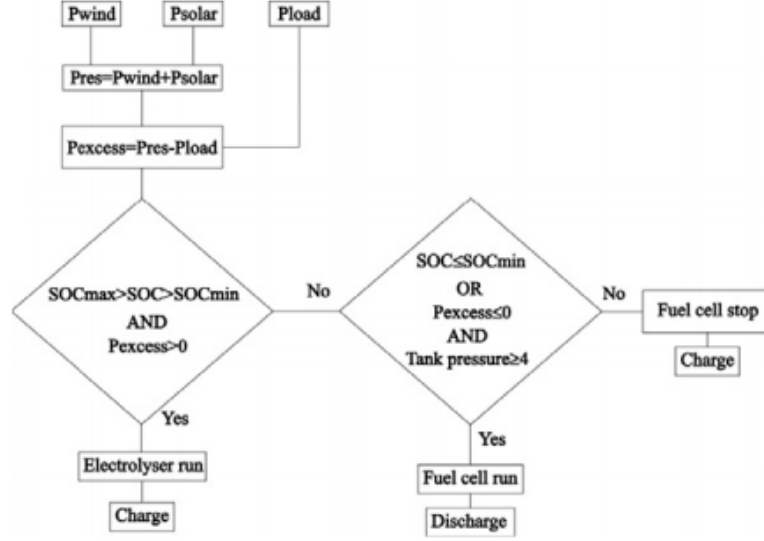 Pwind
Psolar
Pload
Pres=Pwind+Psolar
Pexcess=Pres-Pload
SOCmax>SOC>SOCmin
AND
Pexcess>0
No
Yes
Electrolyser run
Charge
SOC≤SOCmin
OR
Pexcess≤0
AND
Tank pressure≥4
No
Yes
Fuel cell run
Discharge
Fuel cell stop
Charge